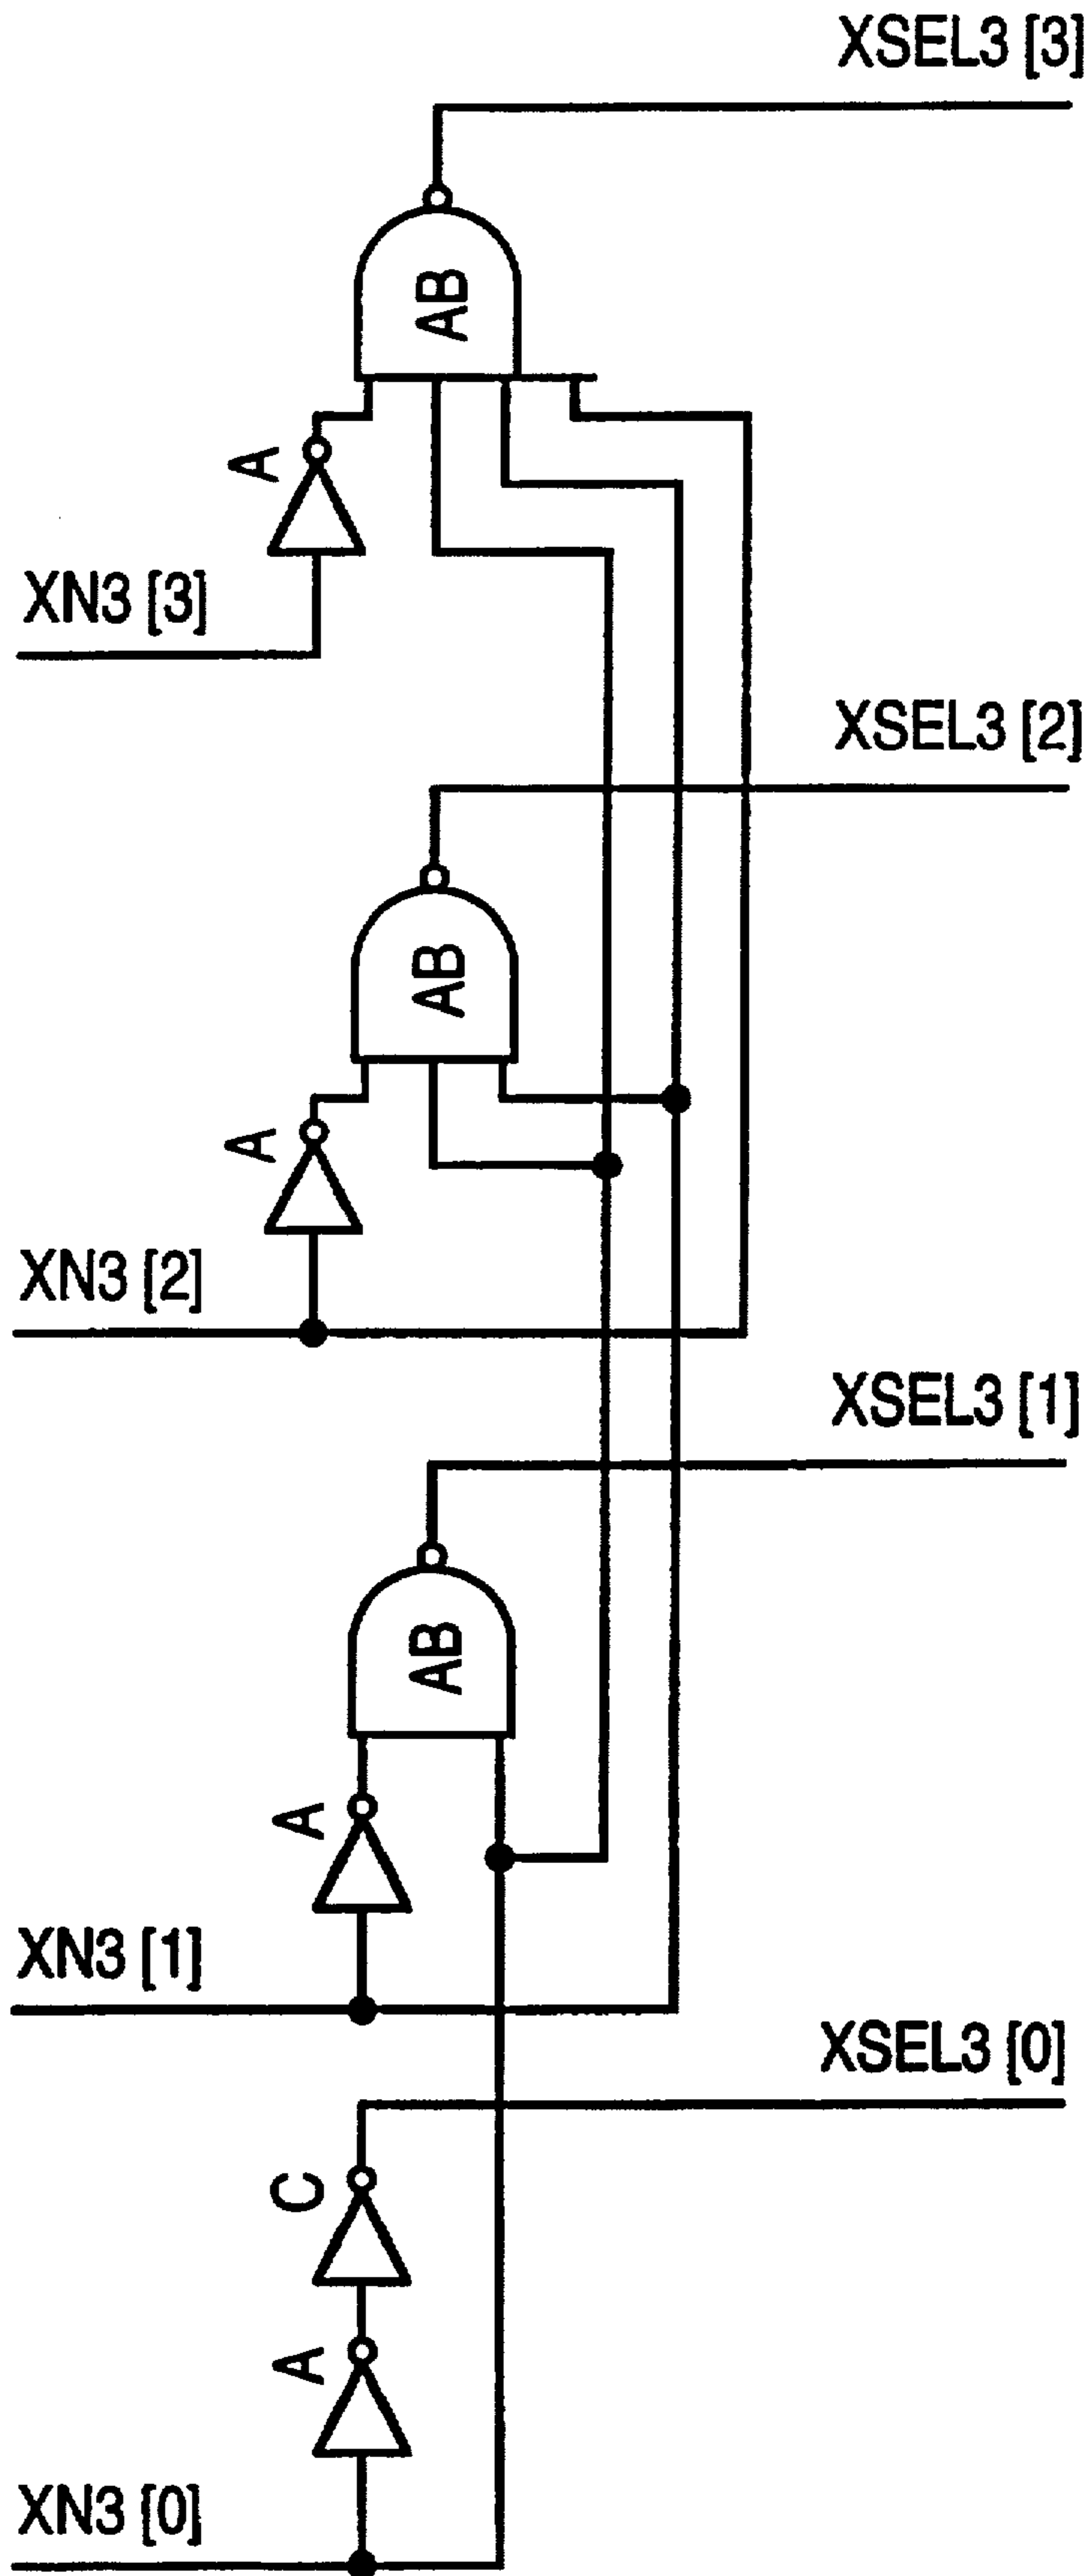 XSEL3 [3]
AB
A
XN3 [3]
XSEL3 [2]
AB
A
XN3 [2]
XSEL3 [1]
AB
A
XN3 [1]
XSEL3 [0]
C
A
XN3 [0]